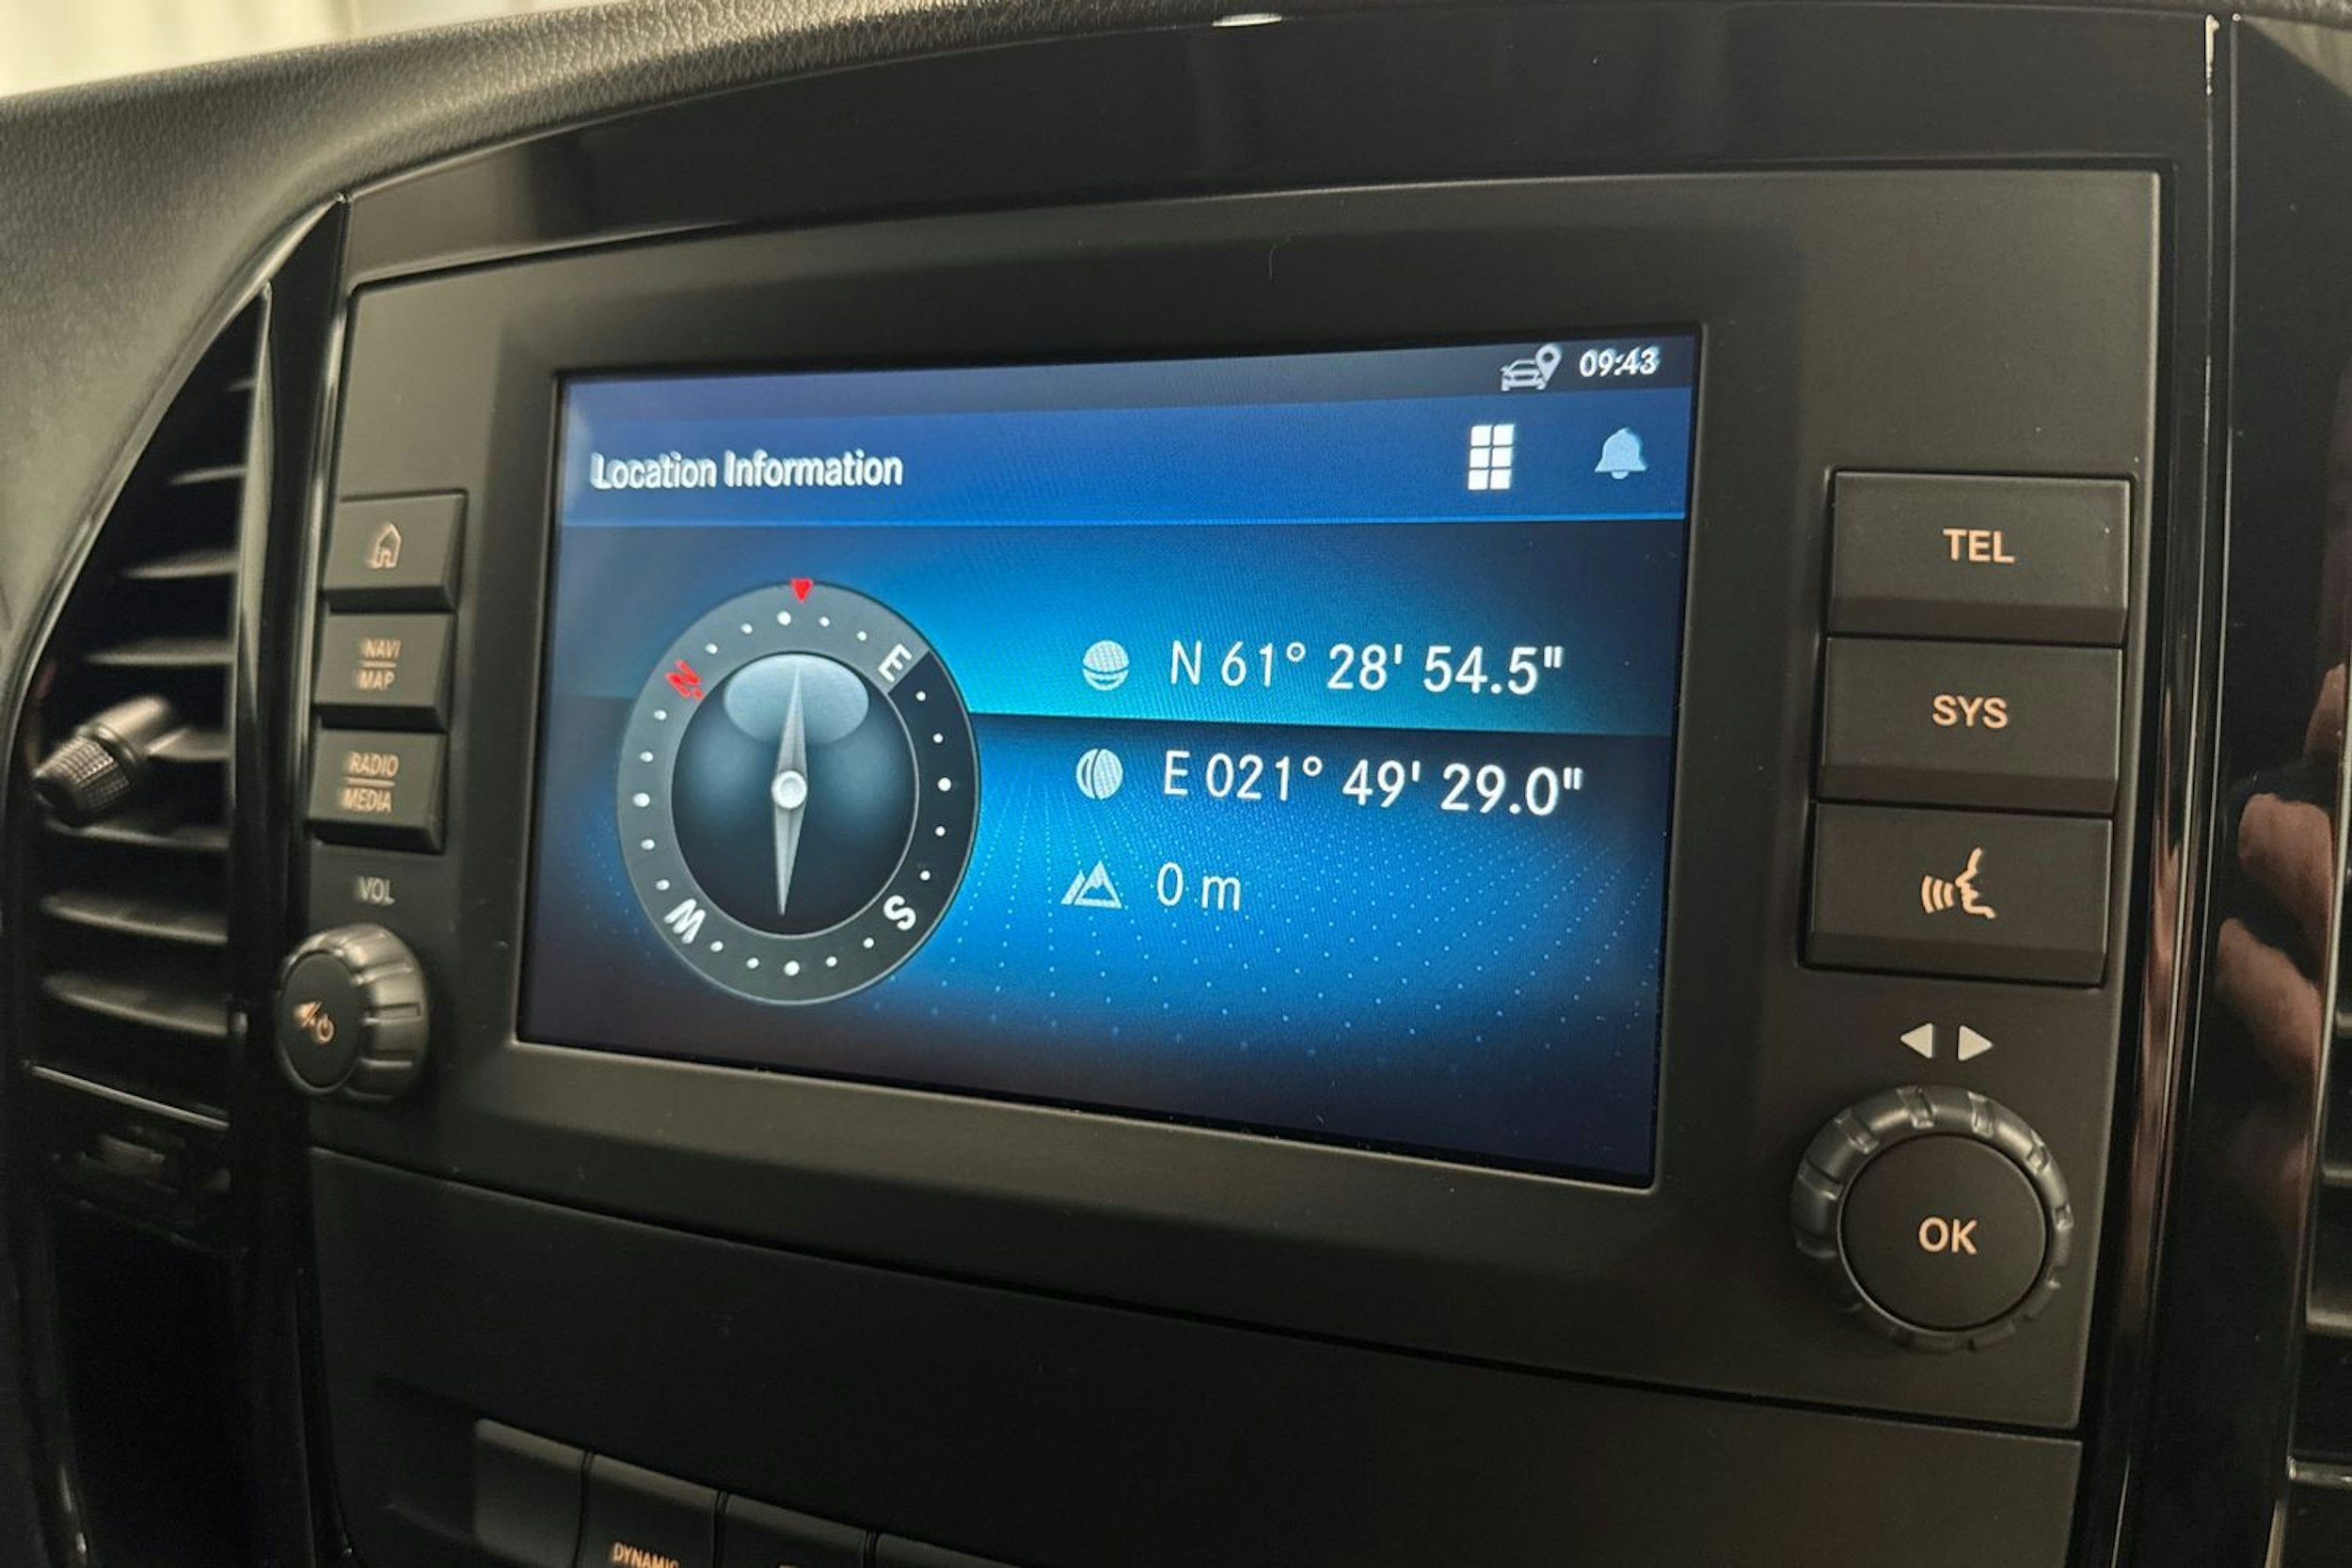 09:43
Location Information
N
E
S
W
N 61° 28' 54.5"
E 021° 49' 29.0"
0 m
NAVI
MAP
RADIO
MEDIA
VOL
TEL
SYS
OK
DYNAMIC